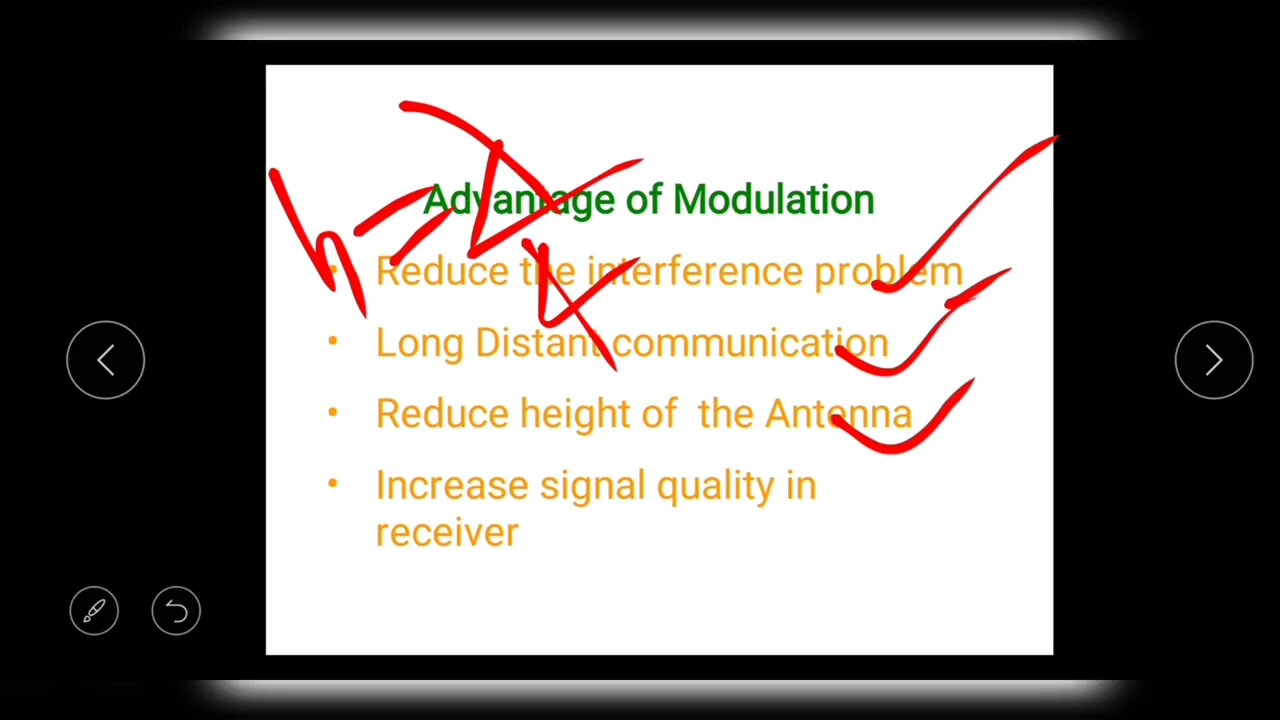 Advantage of Modulation
• Reduce the interference problem
• Long Distant communication
• Reduce height of the Antenna
• Increase signal quality in
receiver